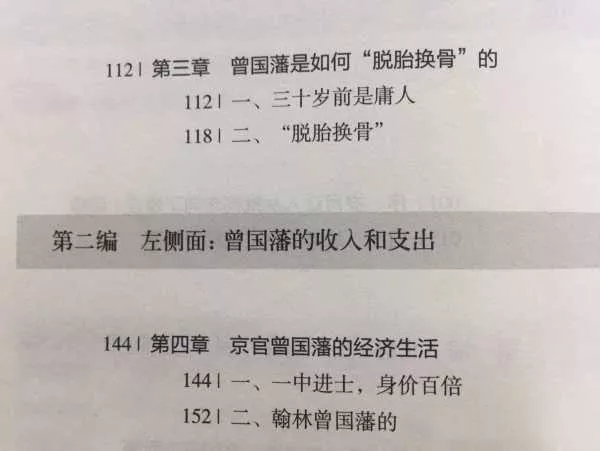 112 | 第三章 曾国藩是如何“脱胎换骨”的
112 | 一、三十岁前是庸人
118 | 二、“脱胎换骨”
第二编 左侧面：曾国藩的收入和支出
144 | 第四章 京官曾国藩的经济生活
144 | 一、一中进士，身价百倍
152 | 二、翰林曾国藩的